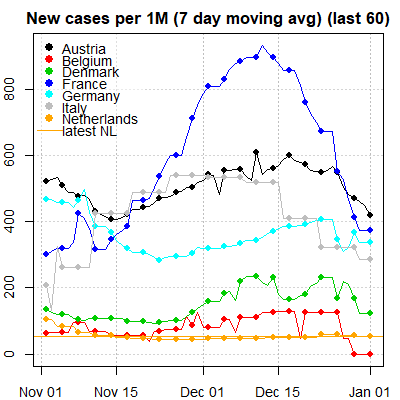 New cases per 1M (7 day moving avg) (last 60)
Austria
Belgium
Denmark
France
Germany
Italy
Netherlands
latest NL
800
600
400
200
0
Nov 01 Nov 15 Dec 01 Dec 15 Jan 01